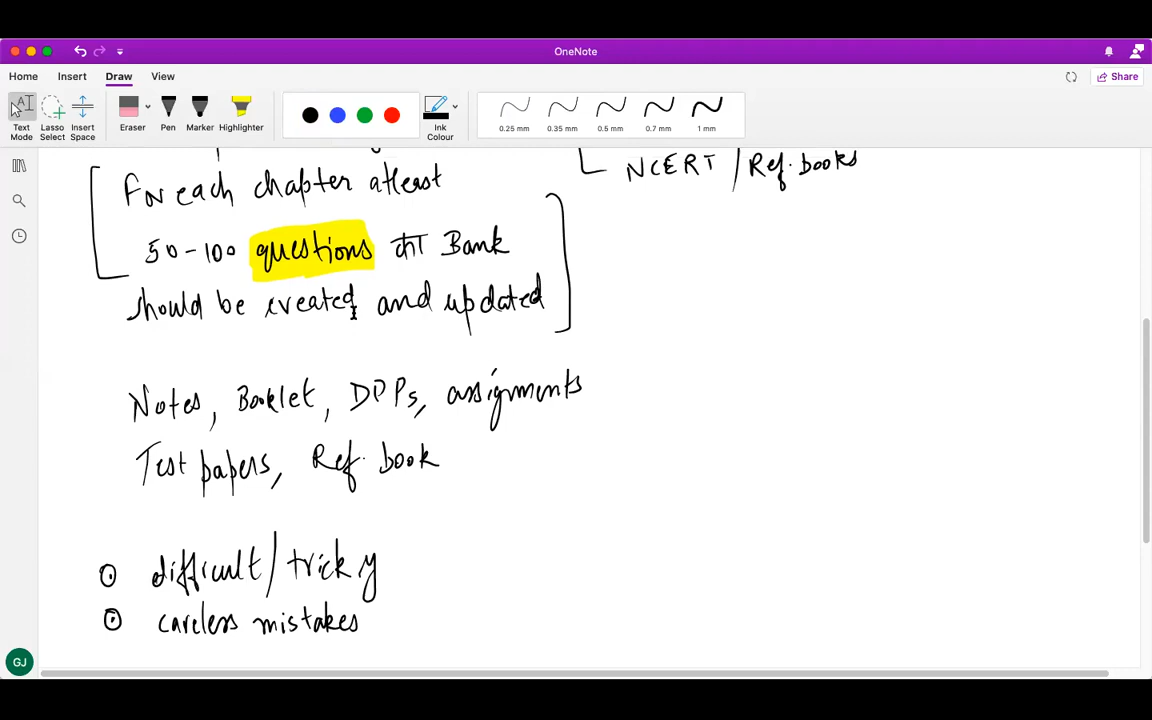 OneNote
Home Insert Draw View
Share
Text Mode
Lasso Select
Insert Space
Eraser
Pen
Marker
Highlighter
Ink Colour
0.25 mm
0.35 mm
0.5 mm
0.7 mm
1 mm
NCERT / Ref. books
For each chapter atleast
50-100 questions का Bank
should be created and updated
Notes, Booklet, DPPs, assignments
Test papers, Ref. book
difficult / tricky
careless mistakes
GJ